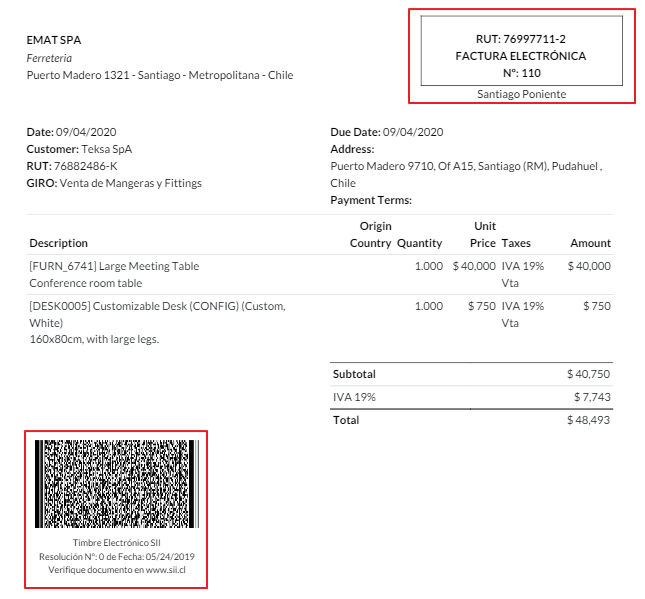 EMAT SPA
Ferreteria
Puerto Madero 1321 - Santiago - Metropolitana - Chile
RUT: 76997711-2
FACTURA ELECTRÓNICA
Nº: 110
Santiago Poniente
Date: 09/04/2020
Customer: Teksa SpA
RUT: 76882486-K
GIRO: Venta de Mangeras y Fittings
Due Date: 09/04/2020
Address:
Puerto Madero 9710, Of A15, Santiago (RM), Pudahuel ,
Chile
Payment Terms:
Description Origin Country Quantity Unit Price Taxes Amount
[FURN_6741] Large Meeting Table 1.000 $ 40,000 IVA 19% $ 40,000
Conference room table Vta
[DESK0005] Customizable Desk (CONFIG) (Custom, 1.000 $ 750 IVA 19% $ 750
White) Vta
160x80cm, with large legs.
Subtotal $ 40,750
IVA 19% $ 7,743
Total $ 48,493
Timbre Electrónico SII
Resolución Nº: 0 de Fecha: 05/24/2019
Verifique documento en www.sii.cl